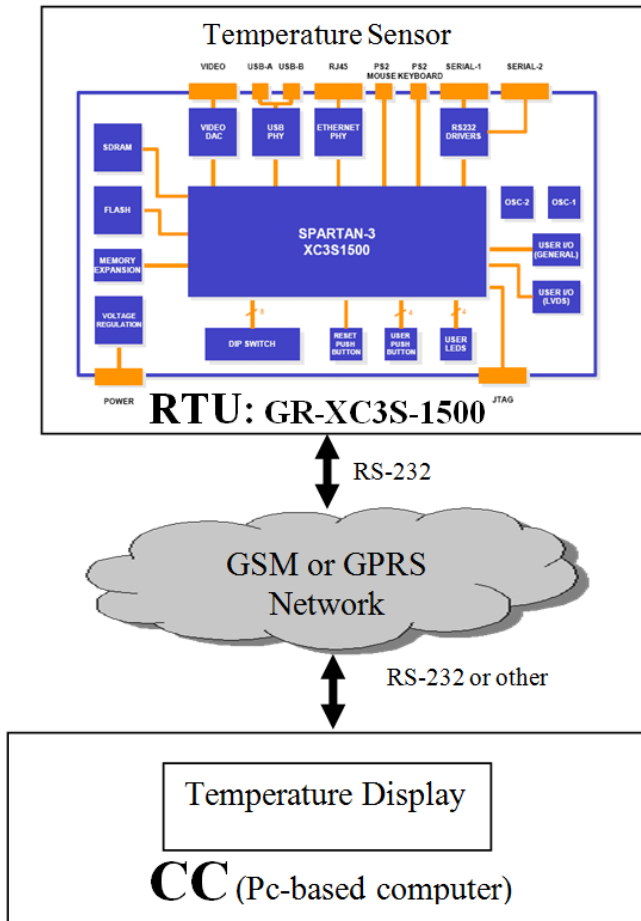 Temperature Sensor
VIDEO USB-A USB-B RJ45 PS2 MOUSE PS2 KEYBOARD SERIAL-1 SERIAL-2
VIDEO DAC
USB PHY
ETHERNET PHY
RS232 DRIVERS
SDRAM
FLASH
MEMORY EXPANSION
VOLTAGE REGULATION
SPARTAN-3
XC3S1500
OSC-2 OSC-1
USER I/O (GENERAL)
USER I/O (LVDS)
8 4 4
DIP SWITCH
RESET PUSH BUTTON
USER PUSH BUTTON
USER LEDS
POWER JTAG
RTU: GR-XC3S-1500
RS-232
GSM or GPRS
Network
RS-232 or other
Temperature Display
CC (Pc-based computer)